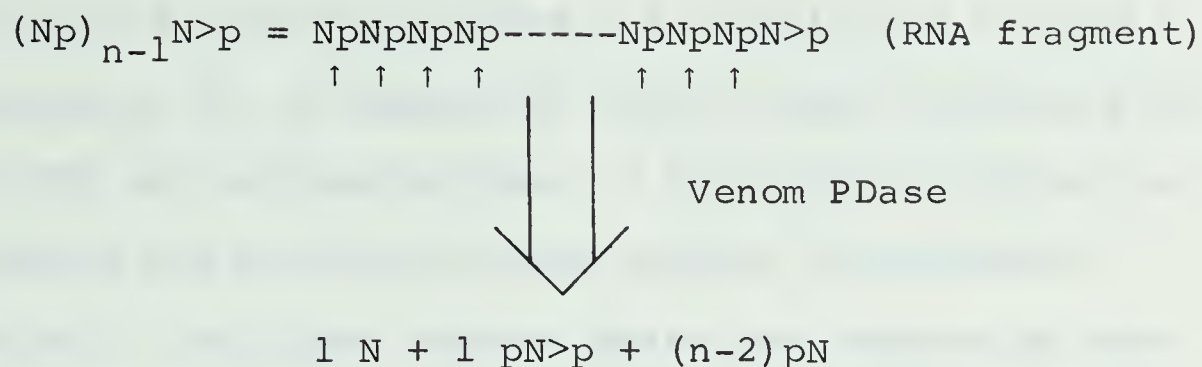 (Np)n-1N>p = NpNpNpNp-----NpNpNpN>p (RNA fragment)
↑ ↑ ↑ ↑ ↑ ↑ ↑
Venom PDase
1 N + 1 pN>p + (n-2)pN